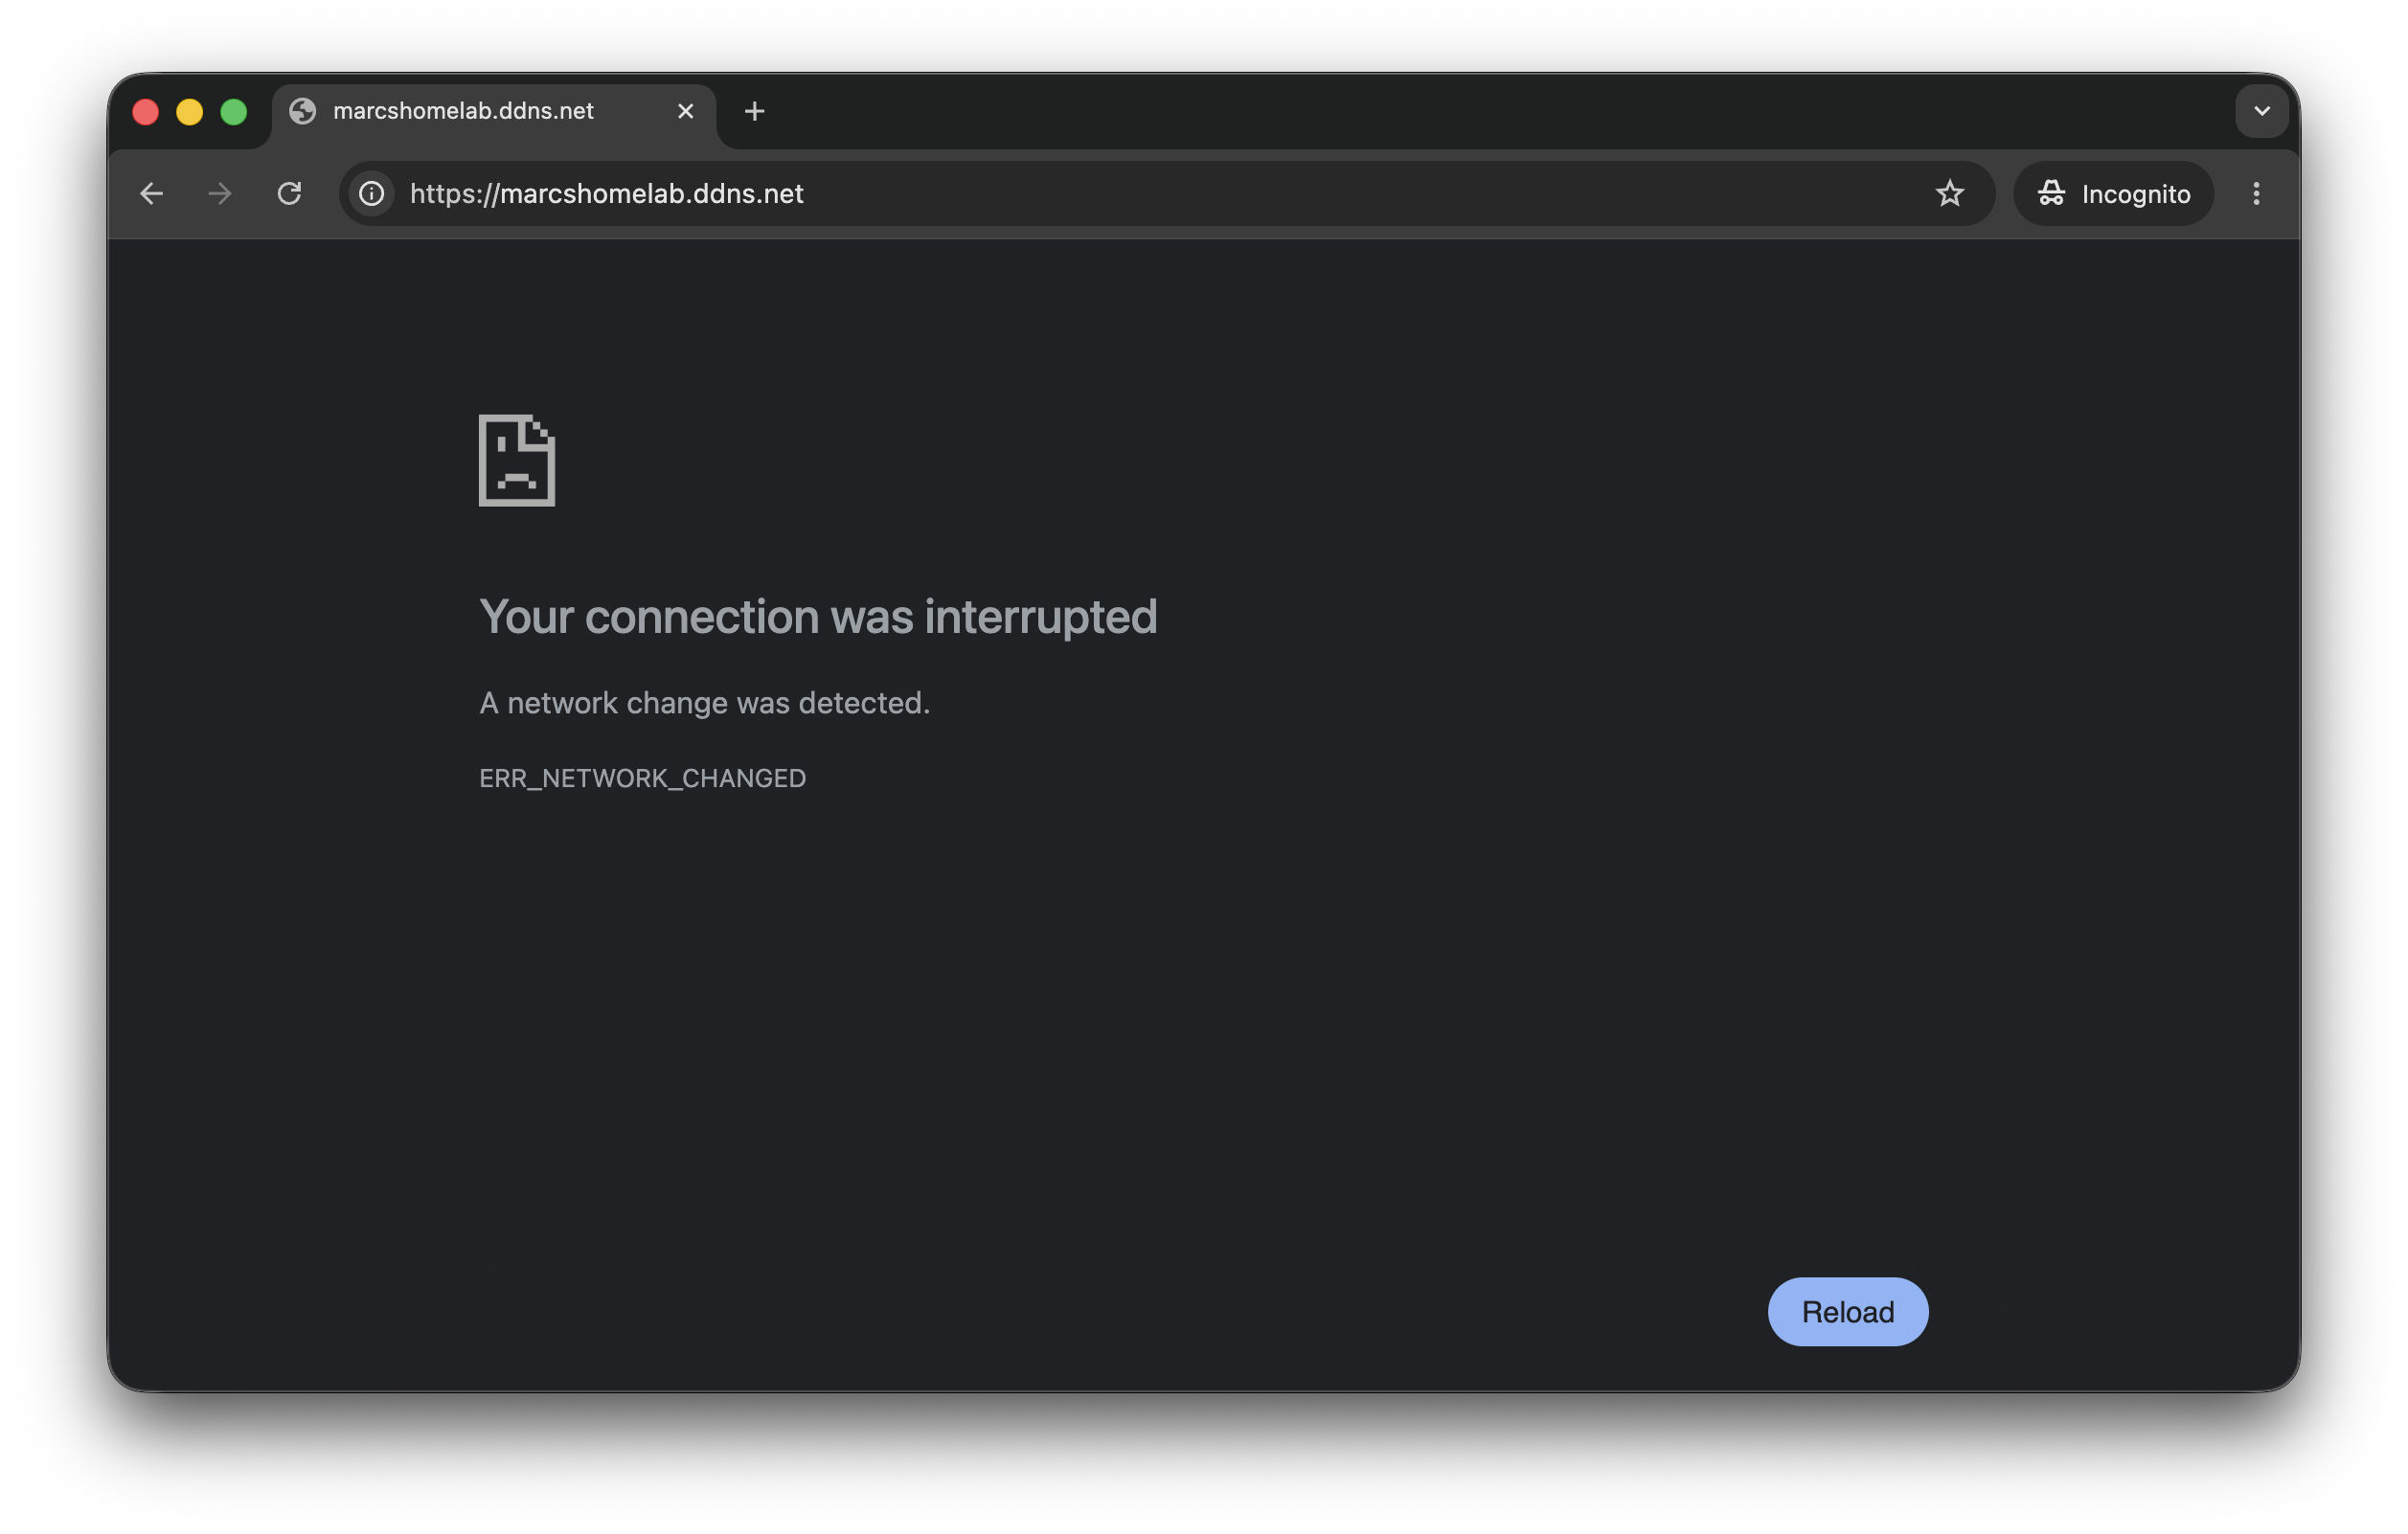 marcshomelab.ddns.net
https://marcshomelab.ddns.net
Incognito
Your connection was interrupted
A network change was detected.
ERR_NETWORK_CHANGED
Reload